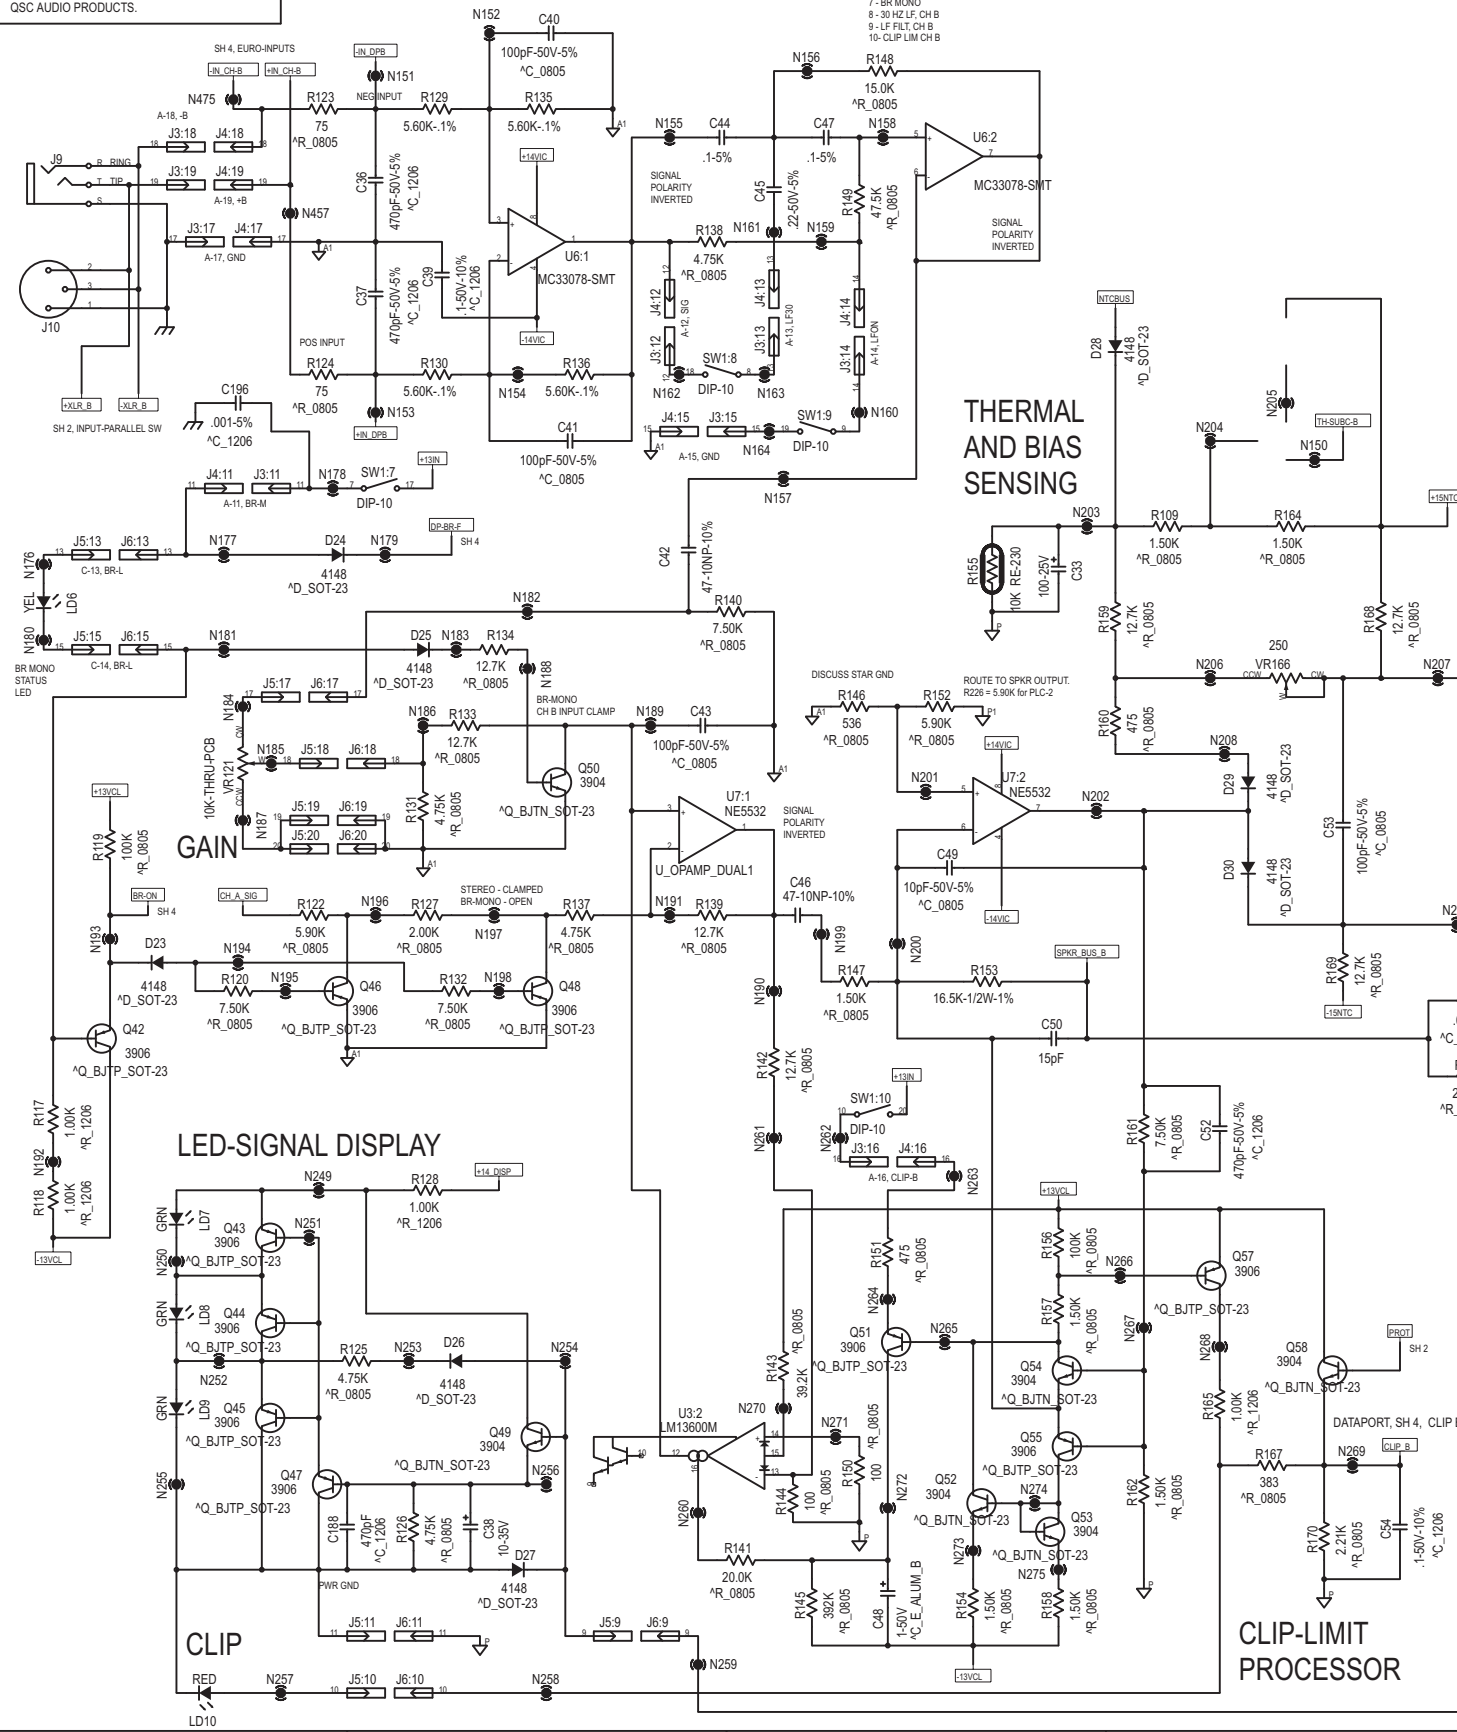 QSC AUDIO PRODUCTS.
7 - BR MONO
8 - 30 HZ LF, CH B
9 - LF FILT, CH B
10- CLIP LIM CH B
SH 4, EURO-INPUTS
-IN_CH-B
+IN_CH-B
-IN_DPB
N151
N152
C40
100pF-50V-5%
^C_0805
N475
NEG INPUT
R123
75
^R_0805
R129
5.60K-.1%
R135
5.60K-.1%
A1
A-18, -B
J3:18
J4:18
J9
R RING
T TIP
S
J3:19
J4:19
A-19, +B
N457
J3:17
J4:17
A-17, GND
J10
C36
470pF-50V-5%
^C_1206
C37
470pF-50V-5%
^C_1206
C39
.1-50V-10%
^C_1206
+14VIC
U6:1
MC33078-SMT
-14VIC
POS INPUT
R124
75
^R_0805
R130
5.60K-.1%
N154
R136
5.60K-.1%
N153
+IN_DPB
C41
100pF-50V-5%
^C_0805
+XLR_B
-XLR_B
SH 2, INPUT-PARALLEL SW
C196
.001-5%
^C_1206
J4:11
J3:11
A-11, BR-M
N178
SW1:7
DIP-10
+13IN
N155
C44
.1-5%
N156
R148
15.0K
^R_0805
C47
.1-5%
N158
U6:2
MC33078-SMT
SIGNAL
POLARITY
INVERTED
C45
.22-50V-5%
R149
47.5K
^R_0805
SIGNAL
POLARITY
INVERTED
R138
4.75K
^R_0805
N161
N159
J4:12
J3:12
A-12, SIG
J4:13
J3:13
A-13, LF30
J4:14
J3:14
A-14, LFON
SW1:8
DIP-10
N162
N163
N160
J4:15
J3:15
A-15, GND
N164
SW1:9
DIP-10
N157
THERMAL
AND BIAS
SENSING
NTCBUS
D28
4148
^D_SOT-23
N205
N204
TH-SUBC-B
N150
+15NTC
N203
R109
1.50K
^R_0805
R164
1.50K
^R_0805
R155
10K RE-230
100-25V
C33
P
R159
12.7K
^R_0805
R168
12.7K
^R_0805
N206
250
VR166
CCW
CW
W
N207
R160
475
^R_0805
N208
D29
4148
^D_SOT-23
D30
4148
^D_SOT-23
C53
100pF-50V-5%
^C_0805
R169
12.7K
^R_0805
-15NTC
N176
J5:13
J6:13
C-13, BR-L
N177
D24
4148
^D_SOT-23
N179
DP-BR-F
SH 4
YEL
LD6
N180
J5:15
J6:15
C-14, BR-L
N181
BR MONO
STATUS
LED
N182
C42
47-10NP-10%
R140
7.50K
^R_0805
D25
4148
^D_SOT-23
N183
R134
12.7K
^R_0805
N188
BR-MONO
CH B INPUT CLAMP
N184
J5:17
J6:17
N186
R133
12.7K
^R_0805
N189
C43
100pF-50V-5%
^C_0805
A1
10K-THRU-PCB
VR121
CW
W
CCW
N185
J5:18
J6:18
N187
J5:19
J6:19
J5:20
J6:20
R131
4.75K
^R_0805
A1
Q50
3904
^Q_BJTN_SOT-23
GAIN
U7:1
NE5532
U_OPAMP_DUAL1
SIGNAL
POLARITY
INVERTED
DISCUSS STAR GND
R146
536
^R_0805
A1
R152
5.90K
^R_0805
P1
ROUTE TO SPKR OUTPUT.
R226 = 5.90K for PLC-2
N201
+14VIC
U7:2
NE5532
-14VIC
N202
C49
10pF-50V-5%
^C_0805
+13VCL
R119
100K
^R_0805
BR-ON
SH 4
N193
D23
4148
^D_SOT-23
CH_A_SIG
R122
5.90K
^R_0805
N196
R127
2.00K
^R_0805
STEREO - CLAMPED
BR-MONO - OPEN
N197
R137
4.75K
^R_0805
N191
R139
12.7K
^R_0805
C46
47-10NP-10%
N199
N200
N194
R120
7.50K
^R_0805
N195
Q46
3906
^Q_BJTP_SOT-23
R132
7.50K
^R_0805
N198
Q48
3906
^Q_BJTP_SOT-23
A1
N190
R147
1.50K
^R_0805
R153
16.5K-1/2W-1%
SPKR_BUS_B
C50
15pF
Q42
3906
^Q_BJTP_SOT-23
R117
1.00K
^R_1206
N192
R118
1.00K
^R_1206
-13VCL
R142
12.7K
^R_0805
N261
SW1:10
DIP-10
+13IN
N262
J3:16
J4:16
A-16, CLIP-B
N263
R161
7.50K
^R_0805
C52
470pF-50V-5%
^C_1206
LED-SIGNAL DISPLAY
N249
R128
1.00K
^R_1206
+14_DISP
GRN
LD7
N250
Q43
3906
^Q_BJTP_SOT-23
N251
GRN
LD8
Q44
3906
^Q_BJTP_SOT-23
N252
R125
4.75K
^R_0805
N253
D26
4148
^D_SOT-23
N254
GRN
LD9
Q45
3906
^Q_BJTP_SOT-23
N255
Q47
3906
^Q_BJTP_SOT-23
Q49
3904
^Q_BJTN_SOT-23
N256
C188
470pF
^C_1206
R126
4.75K
^R_0805
C38
10-35V
D27
4148
^D_SOT-23
PWR GND
J5:11
J6:11
P
CLIP
RED
LD10
N257
J5:10
J6:10
N258
J5:9
J6:9
N259
R151
475
^R_0805
N264
Q51
3906
^Q_BJTP_SOT-23
N265
R143
39.2K
^R_0805
U3:2
LM13600M
N270
N271
R144
100
^R_0805
R150
100
^R_0805
P
N272
N260
R141
20.0K
^R_0805
R145
392K
^R_0805
C48
1-50V
^C_E_ALUM_B
+13VCL
R156
100K
^R_0805
R157
1.50K
^R_0805
N266
Q57
3906
^Q_BJTP_SOT-23
N267
N268
Q54
3904
^Q_BJTN_SOT-23
Q55
3906
^Q_BJTP_SOT-23
Q52
3904
^Q_BJTN_SOT-23
N274
Q53
3904
^Q_BJTN_SOT-23
N273
N275
R154
1.50K
^R_0805
R158
1.50K
^R_0805
-13VCL
R162
1.50K
^R_0805
P
R165
1.00K
^R_1206
Q58
3904
^Q_BJTN_SOT-23
PROT
SH 2
DATAPORT, SH 4, CLIP
CLIP_B
R167
383
^R_0805
N269
R170
2.21K
^R_0805
C54
.1-50V-10%
^C_1206
P
CLIP-LIMIT
PROCESSOR